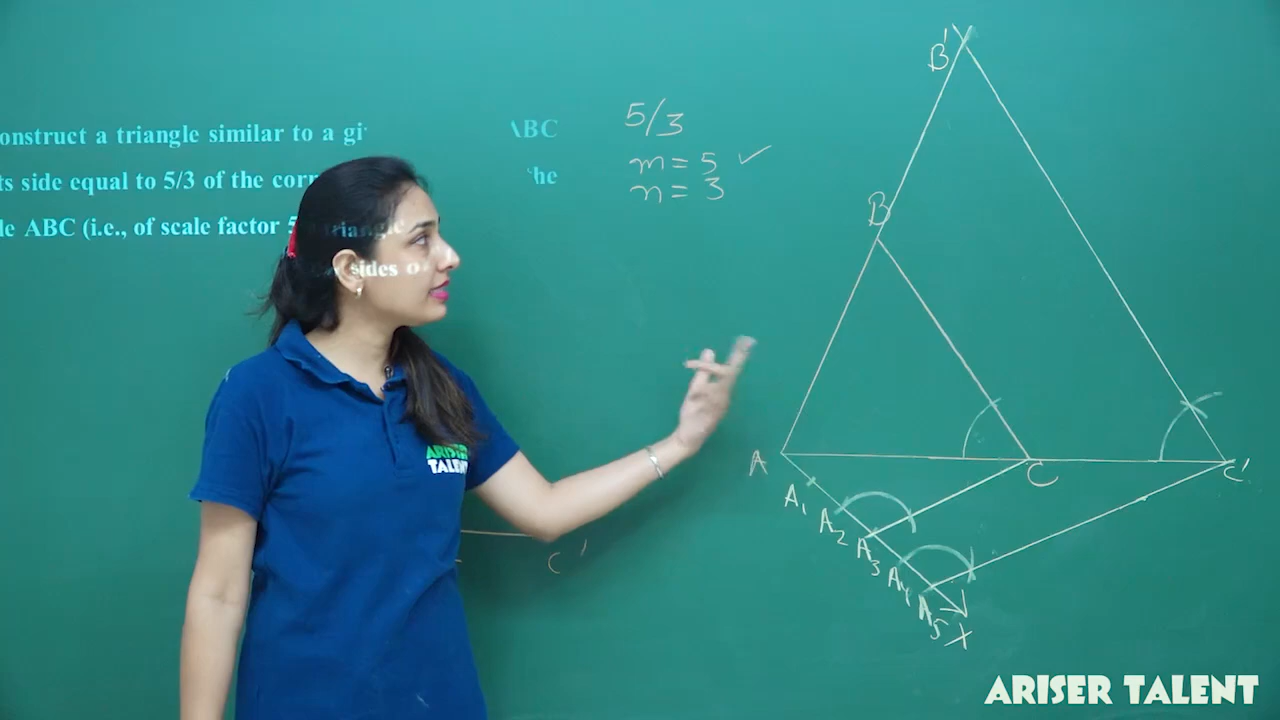 onstruct a triangle similar to a gi ABC
ts side equal to 5/3 of the corr he
le ABC (i.e., of scale factor 5 triangle
sides o
5/3
m = 5 ✓
n = 3
B'
B
A
C
C'
A1
A2
A3
A4
A5
X
C'
ARISER
TALENT
ARISER TALENT